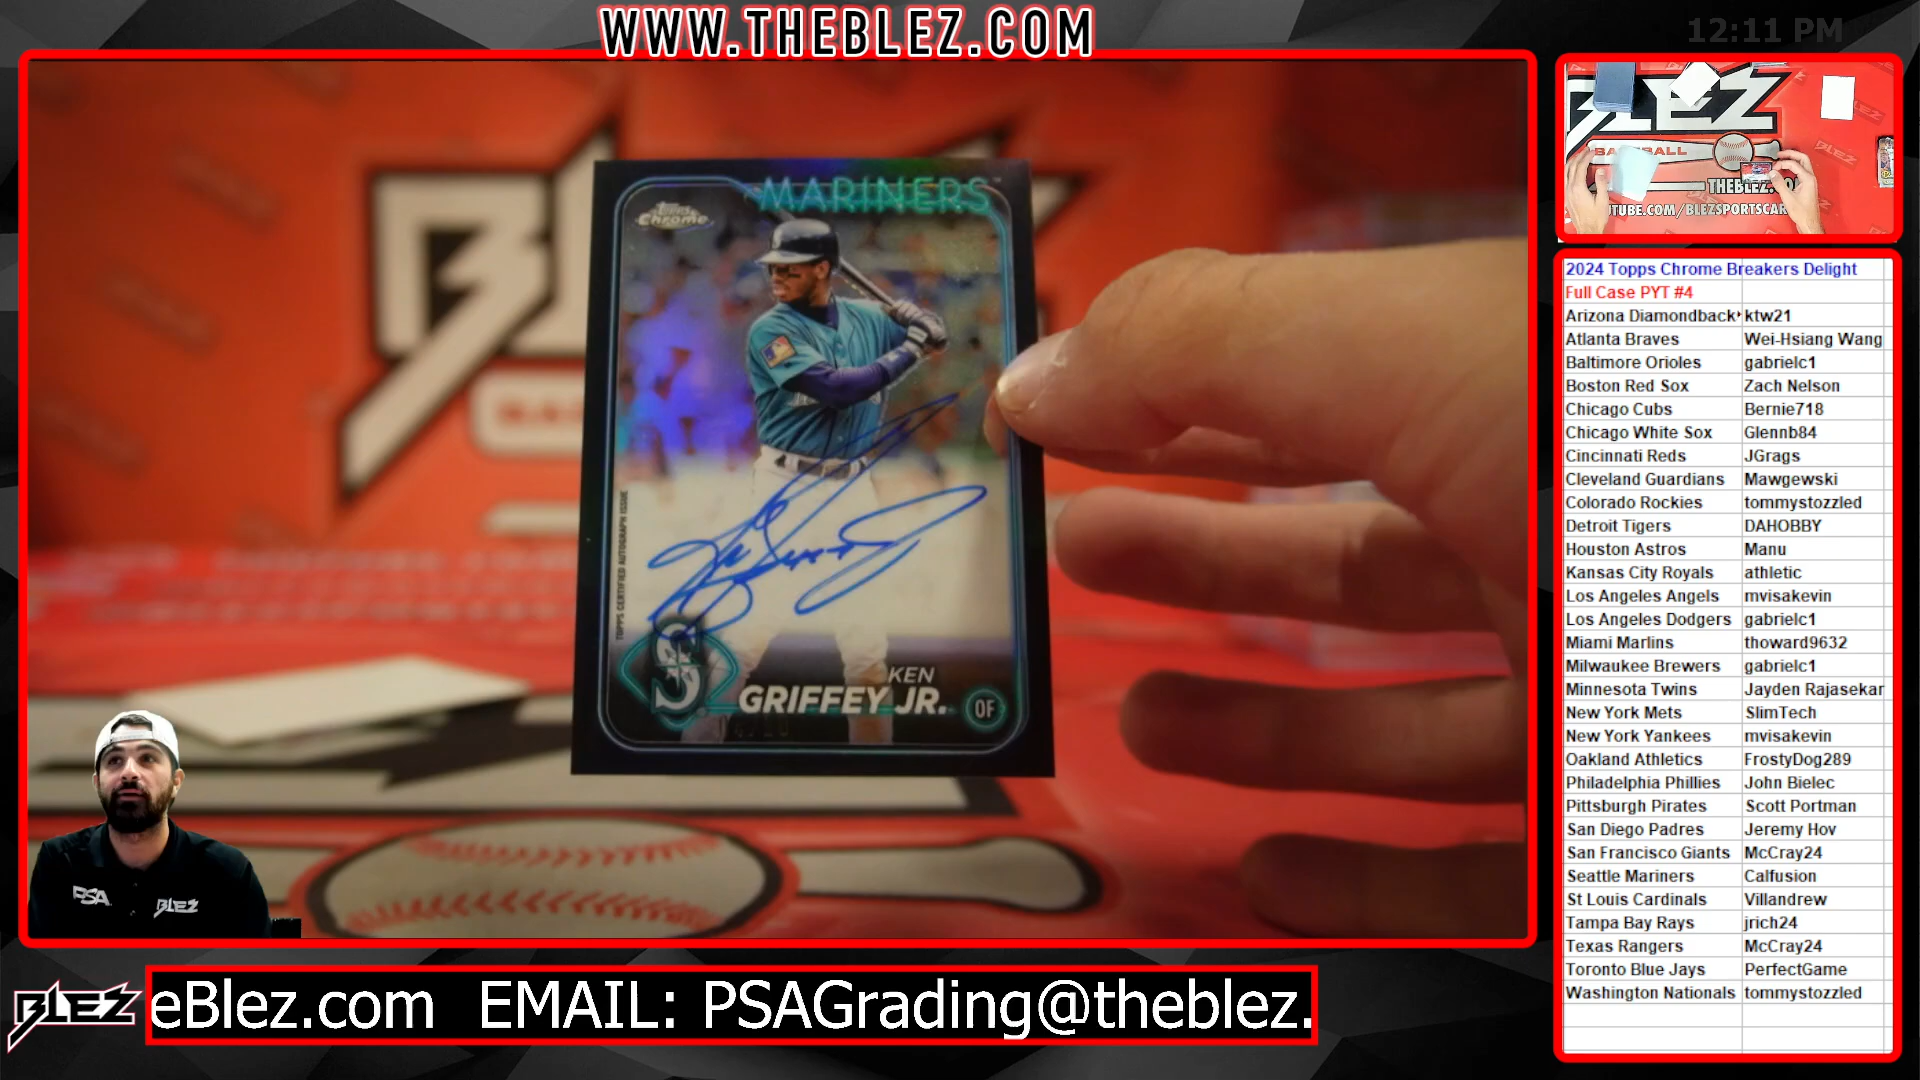 WWW.THEBLEZ.COM
12:11 PM
MARINERS
Topps
Chrome
TOPPS CERTIFIED AUTOGRAPH ISSUE
KEN
GRIFFEY JR.
OF
S
PSA
BLEZ
BLEZ
eBlez.com EMAIL: PSAGrading@theblez.
BLEZ
BLEZ
THEBLEZ.CO
UTUBE.COM/BLEZSPORTSCAR
2024 Topps Chrome Breakers Delight
Full Case PYT #4
Arizona Diamondback ktw21
Atlanta Braves Wei-Hsiang Wang
Baltimore Orioles gabrielc1
Boston Red Sox Zach Nelson
Chicago Cubs Bernie718
Chicago White Sox Glennb84
Cincinnati Reds JGrags
Cleveland Guardians Mawgewski
Colorado Rockies tommystozzled
Detroit Tigers DAHOBBY
Houston Astros Manu
Kansas City Royals athletic
Los Angeles Angels mvisakevin
Los Angeles Dodgers gabrielc1
Miami Marlins thoward9632
Milwaukee Brewers gabrielc1
Minnesota Twins Jayden Rajasekar
New York Mets SlimTech
New York Yankees mvisakevin
Oakland Athletics FrostyDog289
Philadelphia Phillies John Bielec
Pittsburgh Pirates Scott Portman
San Diego Padres Jeremy Hov
San Francisco Giants McCray24
Seattle Mariners Calfusion
St Louis Cardinals Villandrew
Tampa Bay Rays jrich24
Texas Rangers McCray24
Toronto Blue Jays PerfectGame
Washington Nationals tommystozzled